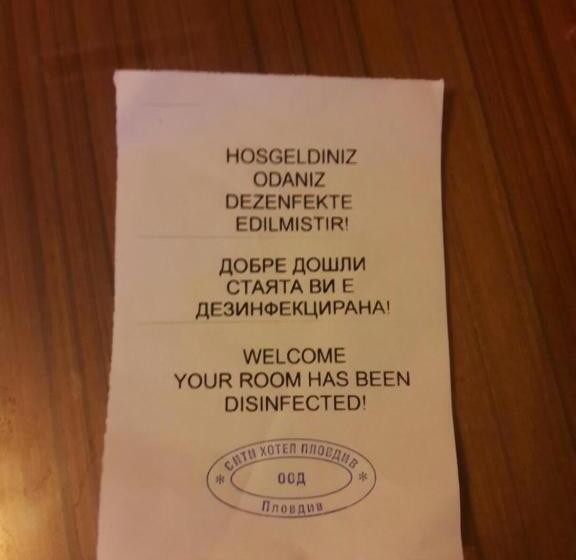 HOSGELDINIZ
ODANIZ
DEZENFEKTE
EDILMISTIR!
ДОБРЕ ДОШЛИ
СТАЯТА ВИ Е
ДЕЗИНФЕКЦИРАНА!
WELCOME
YOUR ROOM HAS BEEN
DISINFECTED!
* СИТИ ХОТЕЛ ПЛОВДИВ *
ООД
Пловдив